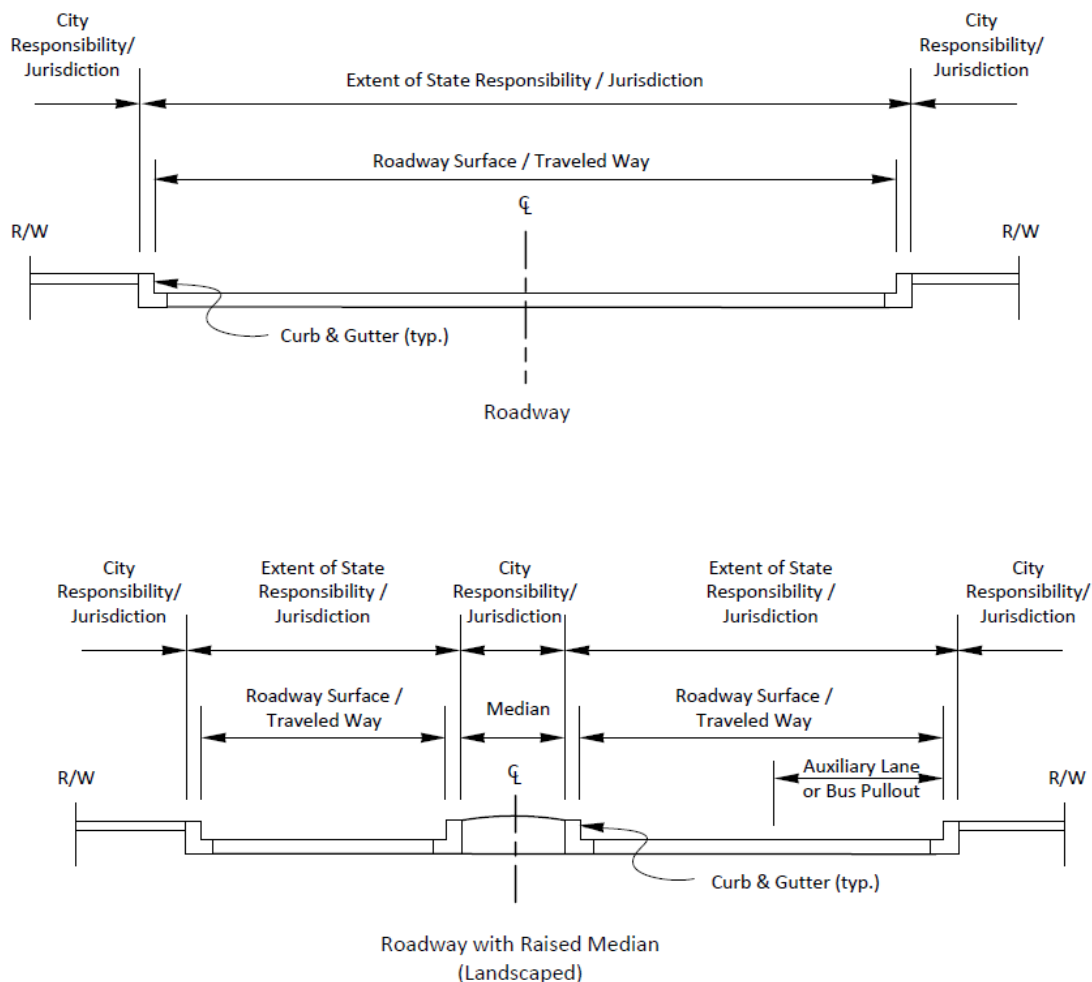 City
Responsibility/
Jurisdiction
Extent of State Responsibility / Jurisdiction
City
Responsibility/
Jurisdiction
Roadway Surface / Traveled Way
℄
R/W
R/W
Curb & Gutter (typ.)
Roadway
City
Responsibility/
Jurisdiction
Extent of State
Responsibility /
Jurisdiction
City
Responsibility/
Jurisdiction
Extent of State
Responsibility /
Jurisdiction
City
Responsibility/
Jurisdiction
Roadway Surface /
Traveled Way
Median
Roadway Surface /
Traveled Way
R/W
℄
Auxiliary Lane
or Bus Pullout
R/W
Curb & Gutter (typ.)
Roadway with Raised Median
(Landscaped)